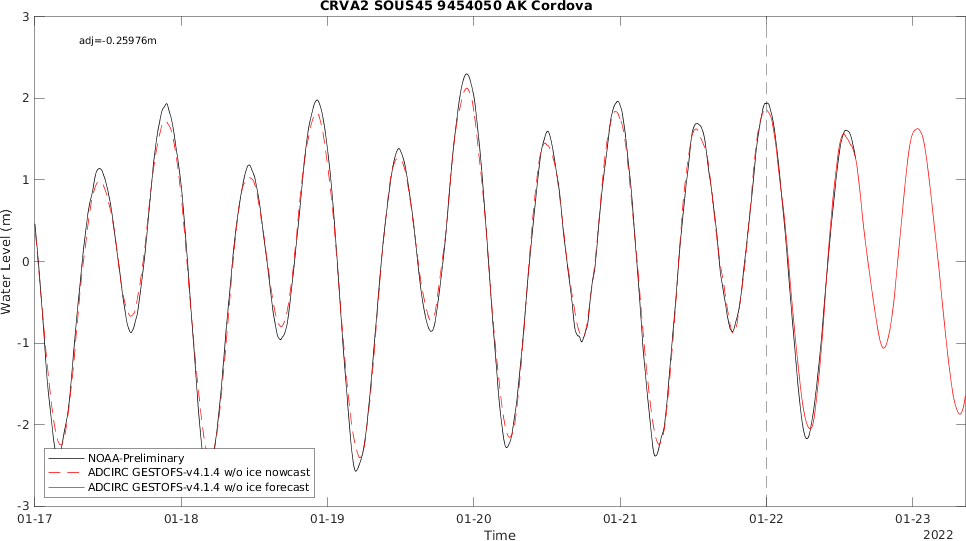 CRVA2 SOUS45 9454050 AK Cordova
adj=-0.25976m
Water Level (m)
3
2
1
0
-1
-2
-3
NOAA-Preliminary
ADCIRC GESTOFS-v4.1.4 w/o ice nowcast
ADCIRC GESTOFS-v4.1.4 w/o ice forecast
01-17 01-18 01-19 01-20 01-21 01-22 01-23
Time
2022